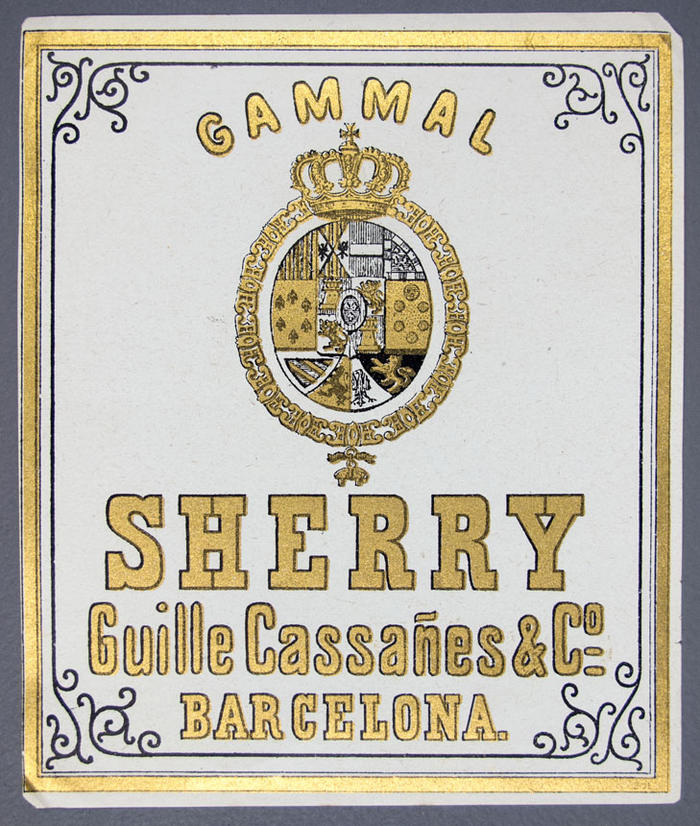 GAMMAL
SHERRY
Guille Cassañes & Cº
BARCELONA.